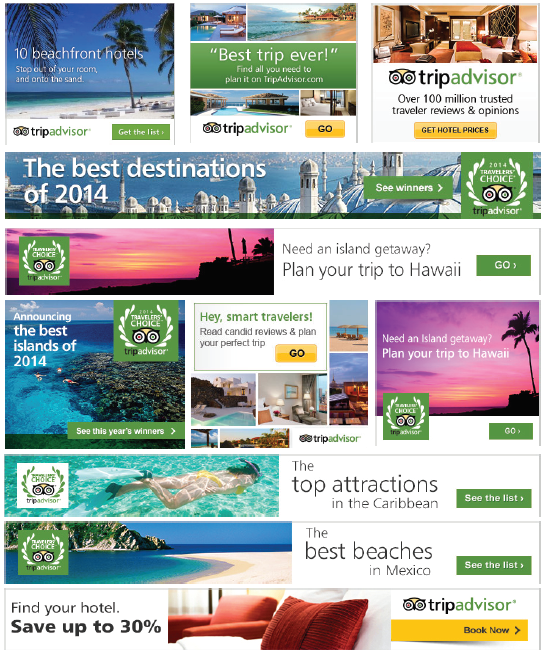 10 beachfront hotels
Step out of your room,
and onto the sand.
tripadvisor®
Get the list ›
“Best trip ever!”
Find all you need to
plan it on TripAdvisor.com
tripadvisor®
GO
tripadvisor®
Over 100 million trusted
traveler reviews & opinions
GET HOTEL PRICES
The best destinations
of 2014
See winners ›
2014
TRAVELERS'
CHOICE
tripadvisor®
TRAVELERS'
CHOICE
tripadvisor®
Need an island getaway?
Plan your trip to Hawaii
GO ›
Announcing
the best
islands of
2014
2014
TRAVELERS'
CHOICE
tripadvisor®
See this year's winners ›
Hey, smart travelers!
Read candid reviews & plan
your perfect trip
GO
tripadvisor®
Need an Island getaway?
Plan your trip to Hawaii
TRAVELERS'
CHOICE
tripadvisor®
GO ›
TRAVELERS'
CHOICE
tripadvisor®
The
top attractions
in the Caribbean
See the list ›
TRAVELERS'
CHOICE
tripadvisor®
The
best beaches
in Mexico
See the list ›
Find your hotel.
Save up to 30%
tripadvisor®
Book Now ›